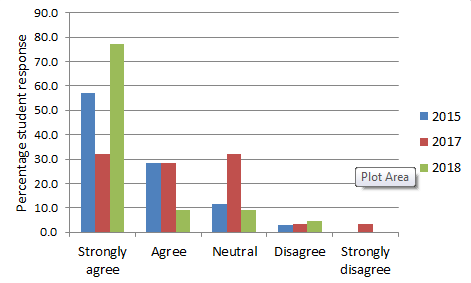 90.0
80.0
70.0
60.0
50.0
40.0
30.0
20.0
10.0
0.0
Percentage student response
Strongly agree
Agree
Neutral
Disagree
Strongly disagree
2015
2017
2018
Plot Area